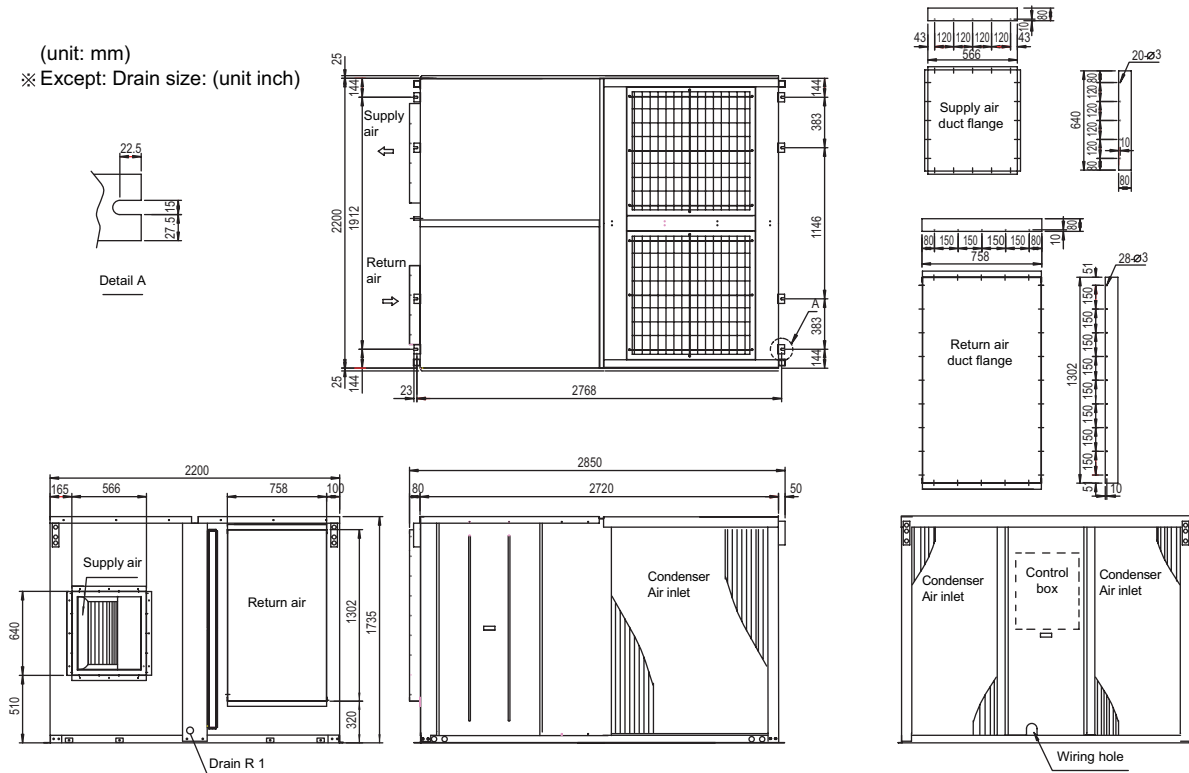 (unit: mm)
※ Except: Drain size: (unit inch)
22.5
15
27.5
Detail A
25
144
Supply
air
2200
1912
Return
air
25
144
23
2768
144
383
1146
A
383
144
80
10
43
120
120
120
120
43
566
Supply air
duct flange
20-ø3
640
80
120
120
120
120
80
10
80
80
10
80
150
150
150
150
80
758
Return air
duct flange
28-ø3
1302
51
150
150
150
150
150
150
150
150
51
10
2200
165
566
758
100
Supply air
Return air
640
510
1302
1735
320
Drain R 1
2850
80
2720
50
Condenser
Air inlet
Condenser
Air inlet
Control
box
Condenser
Air inlet
Wiring hole